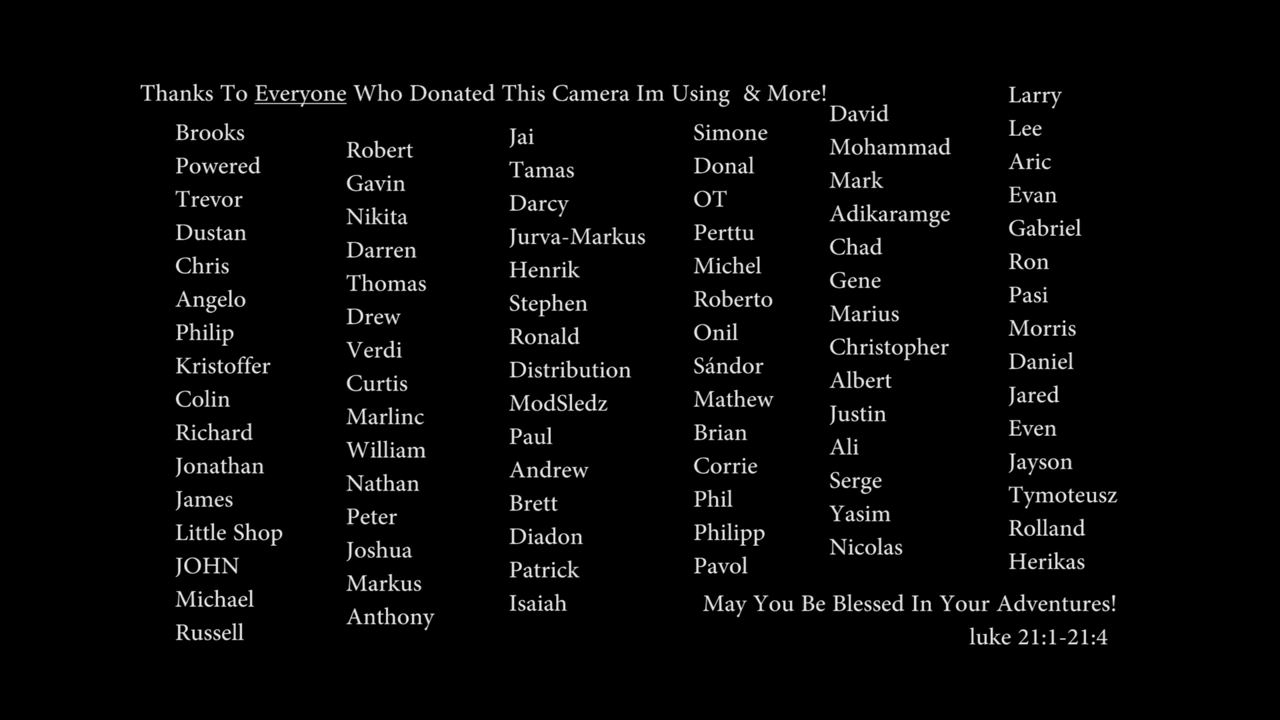 Thanks To Everyone Who Donated This Camera Im Using & More!
Brooks
Powered
Trevor
Dustan
Chris
Angelo
Philip
Kristoffer
Colin
Richard
Jonathan
James
Little Shop
JOHN
Michael
Russell
Robert
Gavin
Nikita
Darren
Thomas
Drew
Verdi
Curtis
Marlinc
William
Nathan
Peter
Joshua
Markus
Anthony
Jai
Tamas
Darcy
Jurva-Markus
Henrik
Stephen
Ronald
Distribution
ModSledz
Paul
Andrew
Brett
Diadon
Patrick
Isaiah
Simone
Donal
OT
Perttu
Michel
Roberto
Onil
Sándor
Mathew
Brian
Corrie
Phil
Philipp
Pavol
David
Mohammad
Mark
Adikaramge
Chad
Gene
Marius
Christopher
Albert
Justin
Ali
Serge
Yasim
Nicolas
Larry
Lee
Aric
Evan
Gabriel
Ron
Pasi
Morris
Daniel
Jared
Even
Jayson
Tymoteusz
Rolland
Herikas
May You Be Blessed In Your Adventures!
luke 21:1-21:4